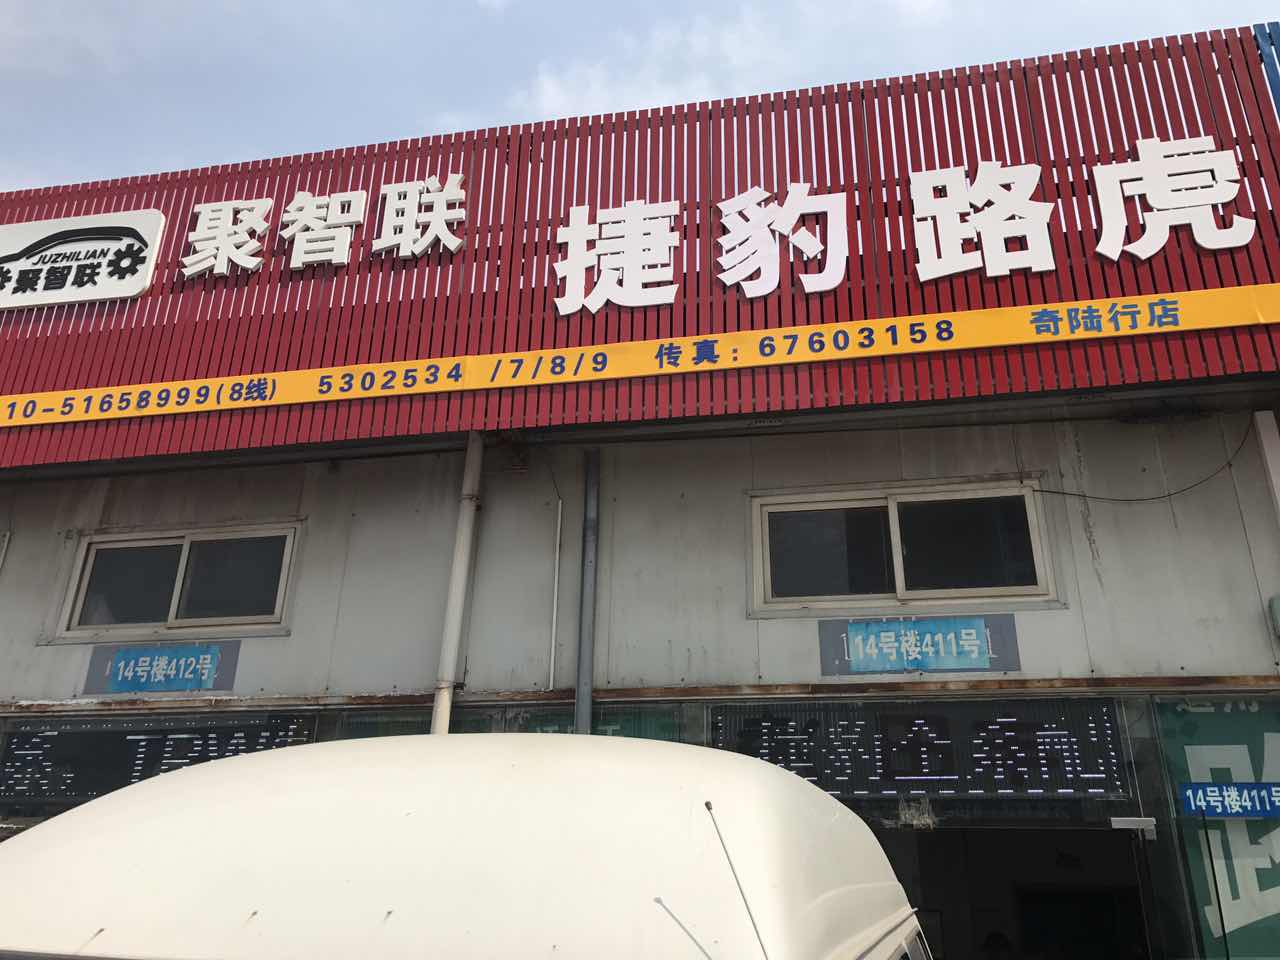 JUZHILIAN
聚智联
聚智联
捷豹路虎
10-51658999(8线) 5302534 /7/8/9 传真: 67603158 奇陆行店
14号楼412号
14号楼411号
14号楼411号
路